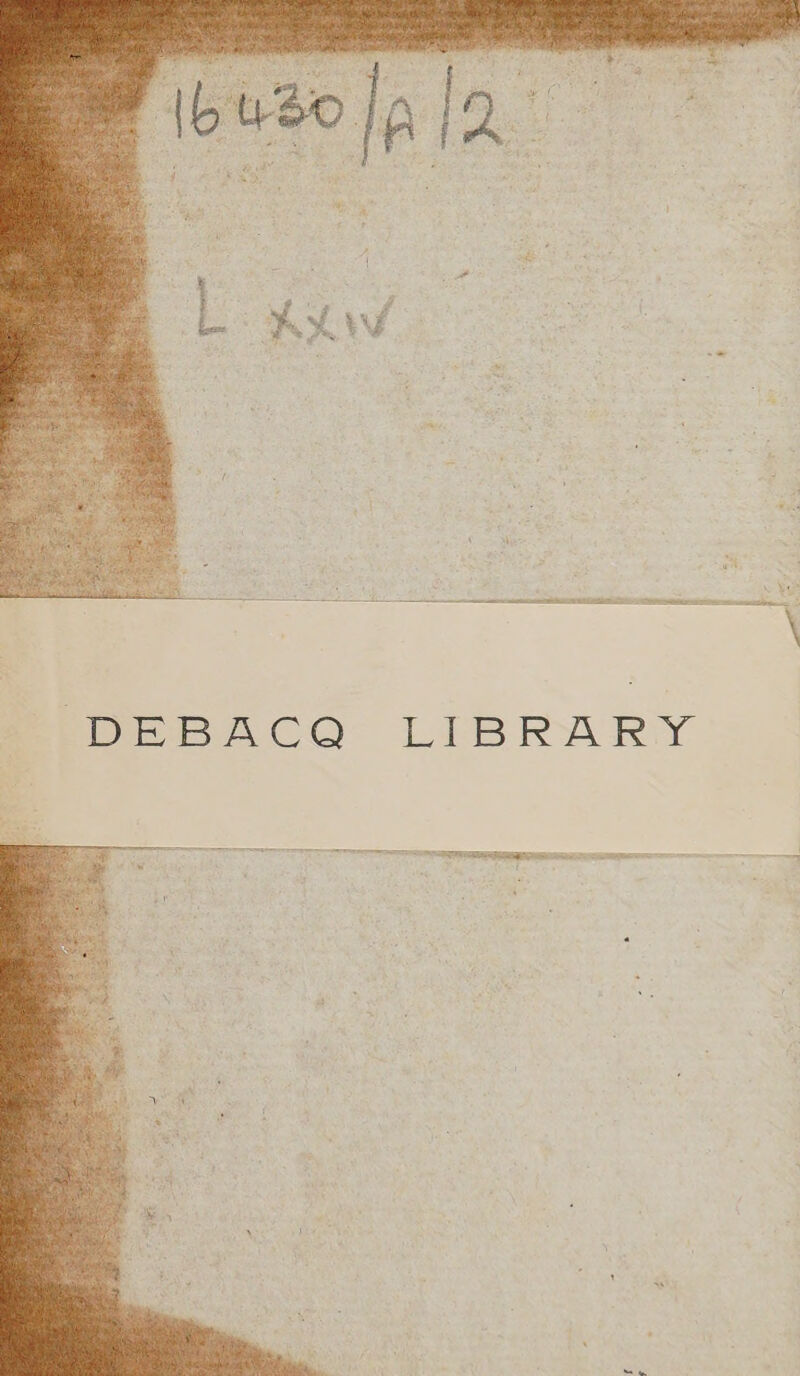 16430/A/2
L xxiv
DEBACQ LIBRARY